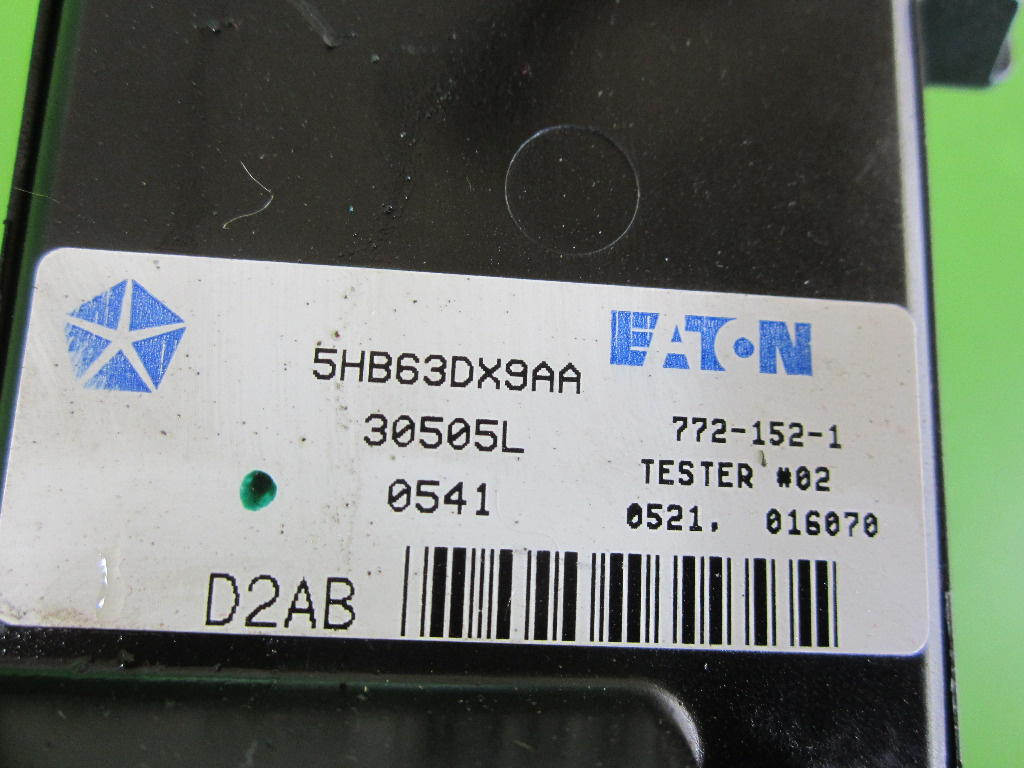 EATON
5HB63DX9AA
30505L
772-152-1
TESTER #02
0541
0521. 016070
D2AB